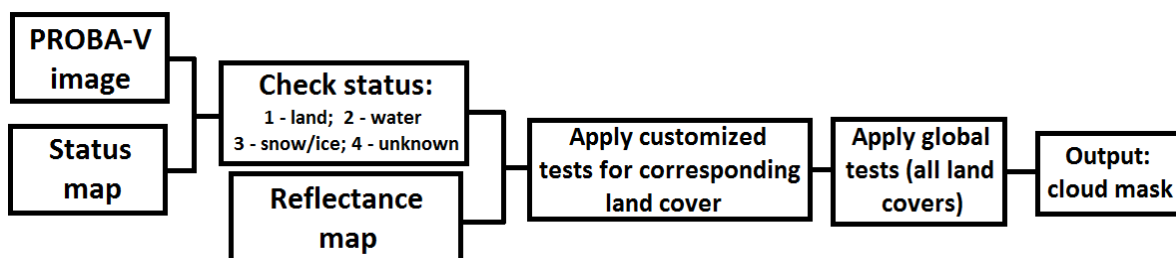 PROBA-V
image
Status
map
Check status:
1 - land;  2 - water
3 - snow/ice; 4 - unknown
Reflectance
map
Apply customized
tests for corresponding
land cover
Apply global
tests (all land
covers)
Output:
cloud mask